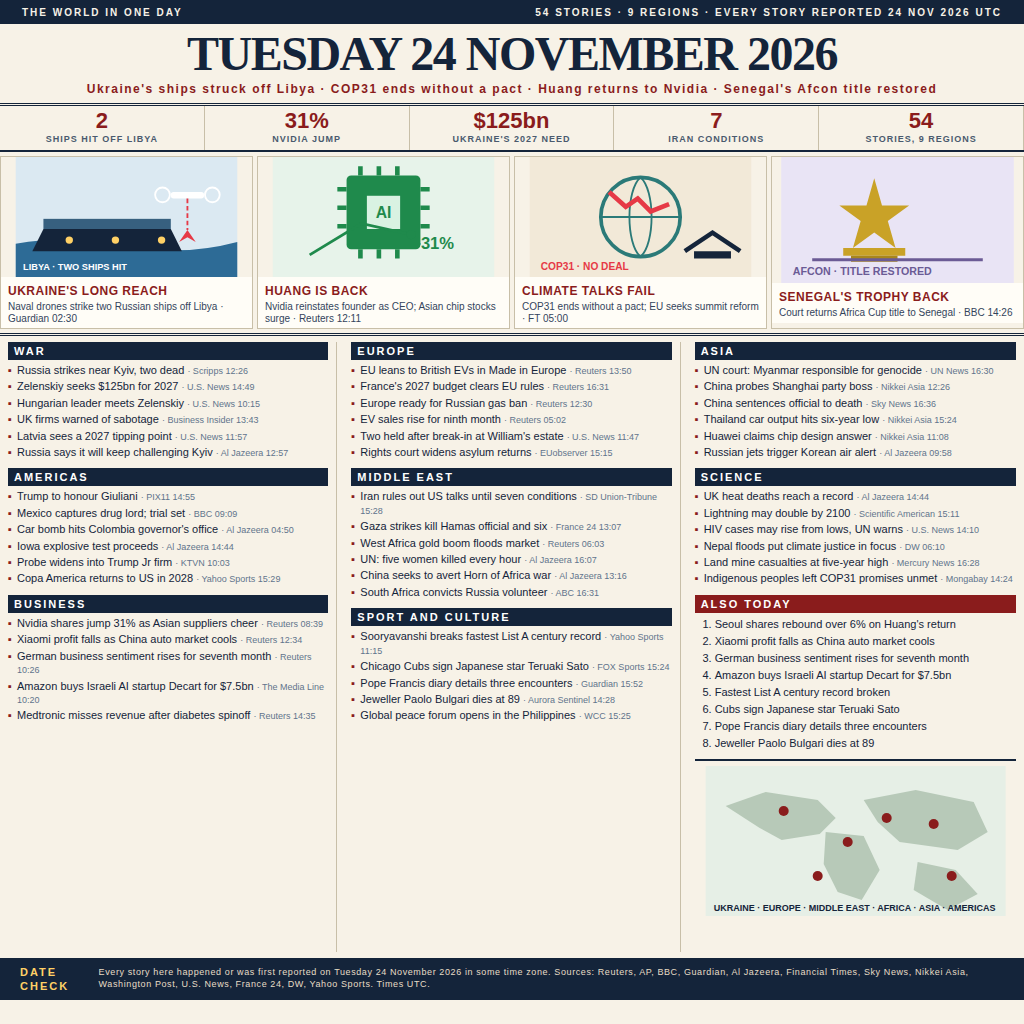 THE WORLD IN ONE DAY
54 STORIES · 9 REGIONS · EVERY STORY REPORTED 24 NOV 2026 UTC
TUESDAY 24 NOVEMBER 2026
Ukraine's ships struck off Libya · COP31 ends without a pact · Huang returns to Nvidia · Senegal's Afcon title restored
2
SHIPS HIT OFF LIBYA
31%
NVIDIA JUMP
$125bn
UKRAINE'S 2027 NEED
7
IRAN CONDITIONS
54
STORIES, 9 REGIONS
LIBYA · TWO SHIPS HIT
UKRAINE'S LONG REACH
Naval drones strike two Russian ships off Libya ·
Guardian 02:30
AI
31%
HUANG IS BACK
Nvidia reinstates founder as CEO; Asian chip stocks
surge · Reuters 12:11
COP31 · NO DEAL
CLIMATE TALKS FAIL
COP31 ends without a pact; EU seeks summit reform
· FT 05:00
AFCON · TITLE RESTORED
SENEGAL'S TROPHY BACK
Court returns Africa Cup title to Senegal · BBC 14:26
WAR
▪ Russia strikes near Kyiv, two dead · Scripps 12:26
▪ Zelenskiy seeks $125bn for 2027 · U.S. News 14:49
▪ Hungarian leader meets Zelenskiy · U.S. News 10:15
▪ UK firms warned of sabotage · Business Insider 13:43
▪ Latvia sees a 2027 tipping point · U.S. News 11:57
▪ Russia says it will keep challenging Kyiv · Al Jazeera 12:57
AMERICAS
▪ Trump to honour Giuliani · PIX11 14:55
▪ Mexico captures drug lord; trial set · BBC 09:09
▪ Car bomb hits Colombia governor's office · Al Jazeera 04:50
▪ Iowa explosive test proceeds · Al Jazeera 14:44
▪ Probe widens into Trump Jr firm · KTVN 10:03
▪ Copa America returns to US in 2028 · Yahoo Sports 15:29
BUSINESS
▪ Nvidia shares jump 31% as Asian suppliers cheer · Reuters 08:39
▪ Xiaomi profit falls as China auto market cools · Reuters 12:34
▪ German business sentiment rises for seventh month · Reuters
10:26
▪ Amazon buys Israeli AI startup Decart for $7.5bn · The Media Line
10:20
▪ Medtronic misses revenue after diabetes spinoff · Reuters 14:35
EUROPE
▪ EU leans to British EVs in Made in Europe · Reuters 13:50
▪ France's 2027 budget clears EU rules · Reuters 16:31
▪ Europe ready for Russian gas ban · Reuters 12:30
▪ EV sales rise for ninth month · Reuters 05:02
▪ Two held after break-in at William's estate · U.S. News 11:47
▪ Rights court widens asylum returns · EUobserver 15:15
MIDDLE EAST
▪ Iran rules out US talks until seven conditions · SD Union-Tribune
15:28
▪ Gaza strikes kill Hamas official and six · France 24 13:07
▪ West Africa gold boom floods market · Reuters 06:03
▪ UN: five women killed every hour · Al Jazeera 16:07
▪ China seeks to avert Horn of Africa war · Al Jazeera 13:16
▪ South Africa convicts Russia volunteer · ABC 16:31
SPORT AND CULTURE
▪ Sooryavanshi breaks fastest List A century record · Yahoo Sports
11:15
▪ Chicago Cubs sign Japanese star Teruaki Sato · FOX Sports 15:24
▪ Pope Francis diary details three encounters · Guardian 15:52
▪ Jeweller Paolo Bulgari dies at 89 · Aurora Sentinel 14:28
▪ Global peace forum opens in the Philippines · WCC 15:25
ASIA
▪ UN court: Myanmar responsible for genocide · UN News 16:30
▪ China probes Shanghai party boss · Nikkei Asia 12:26
▪ China sentences official to death · Sky News 16:36
▪ Thailand car output hits six-year low · Nikkei Asia 15:24
▪ Huawei claims chip design answer · Nikkei Asia 11:08
▪ Russian jets trigger Korean air alert · Al Jazeera 09:58
SCIENCE
▪ UK heat deaths reach a record · Al Jazeera 14:44
▪ Lightning may double by 2100 · Scientific American 15:11
▪ HIV cases may rise from lows, UN warns · U.S. News 14:10
▪ Nepal floods put climate justice in focus · DW 06:10
▪ Land mine casualties at five-year high · Mercury News 16:28
▪ Indigenous peoples left COP31 promises unmet · Mongabay 14:24
ALSO TODAY
1. Seoul shares rebound over 6% on Huang's return
2. Xiaomi profit falls as China auto market cools
3. German business sentiment rises for seventh month
4. Amazon buys Israeli AI startup Decart for $7.5bn
5. Fastest List A century record broken
6. Cubs sign Japanese star Teruaki Sato
7. Pope Francis diary details three encounters
8. Jeweller Paolo Bulgari dies at 89
UKRAINE · EUROPE · MIDDLE EAST · AFRICA · ASIA · AMERICAS
DATE
CHECK
Every story here happened or was first reported on Tuesday 24 November 2026 in some time zone. Sources: Reuters, AP, BBC, Guardian, Al Jazeera, Financial Times, Sky News, Nikkei Asia,
Washington Post, U.S. News, France 24, DW, Yahoo Sports. Times UTC.